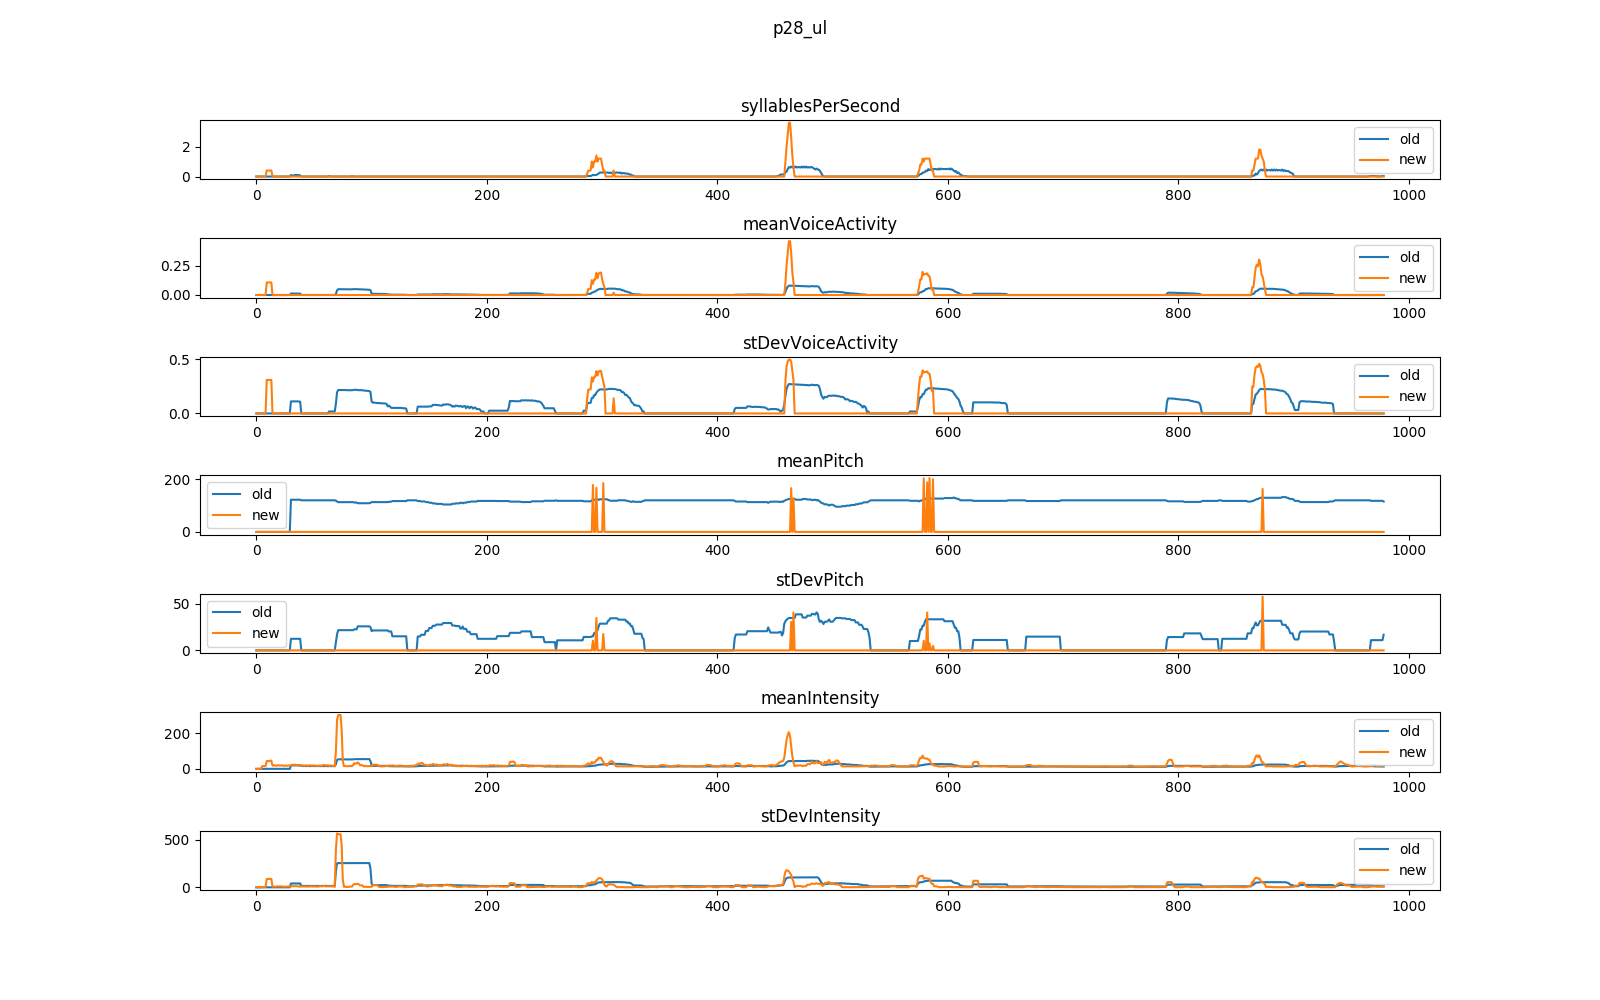 p28_ul
syllablesPerSecond
2
0
old
new
0 200 400 600 800 1000
meanVoiceActivity
0.25
0.00
old
new
0 200 400 600 800 1000
stDevVoiceActivity
0.5
0.0
old
new
0 200 400 600 800 1000
meanPitch
200
0
old
new
0 200 400 600 800 1000
stDevPitch
50
0
old
new
0 200 400 600 800 1000
meanIntensity
200
0
old
new
0 200 400 600 800 1000
stDevIntensity
500
0
old
new
0 200 400 600 800 1000